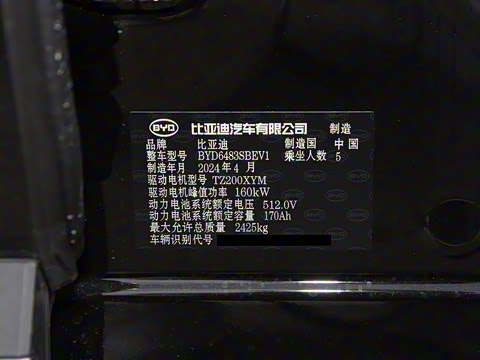 BYD 比亚迪汽车有限公司 制造
品牌 比亚迪 制造国 中国
整车型号 BYD6483SBEV1 乘坐人数 5
制造年月 2024年4月
驱动电机型号 TZ200XYM
驱动电机峰值功率 160kW
动力电池系统额定电压 512.0V
动力电池系统额定容量 170Ah
最大允许总质量 2425kg
车辆识别代号